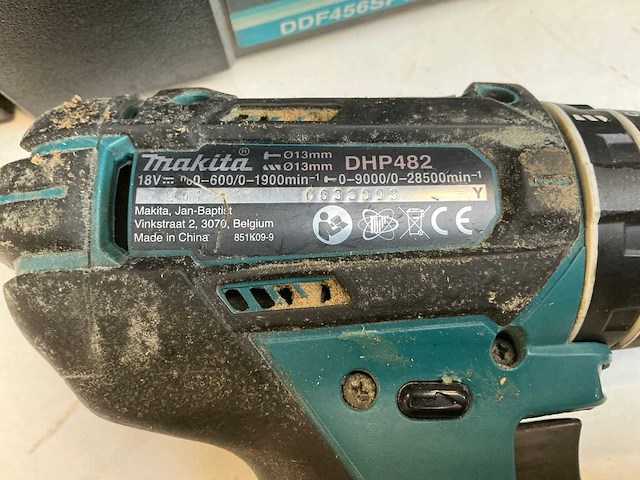 DDF456SF
makita® Ø13mm DHP482
Ø13mm
18V 0-600/0-1900min⁻¹ 0-9000/0-28500min⁻¹
Y
Makita, Jan-Baptist
Vinkstraat 2, 3070, Belgium
Made in China 851K09-9
CE